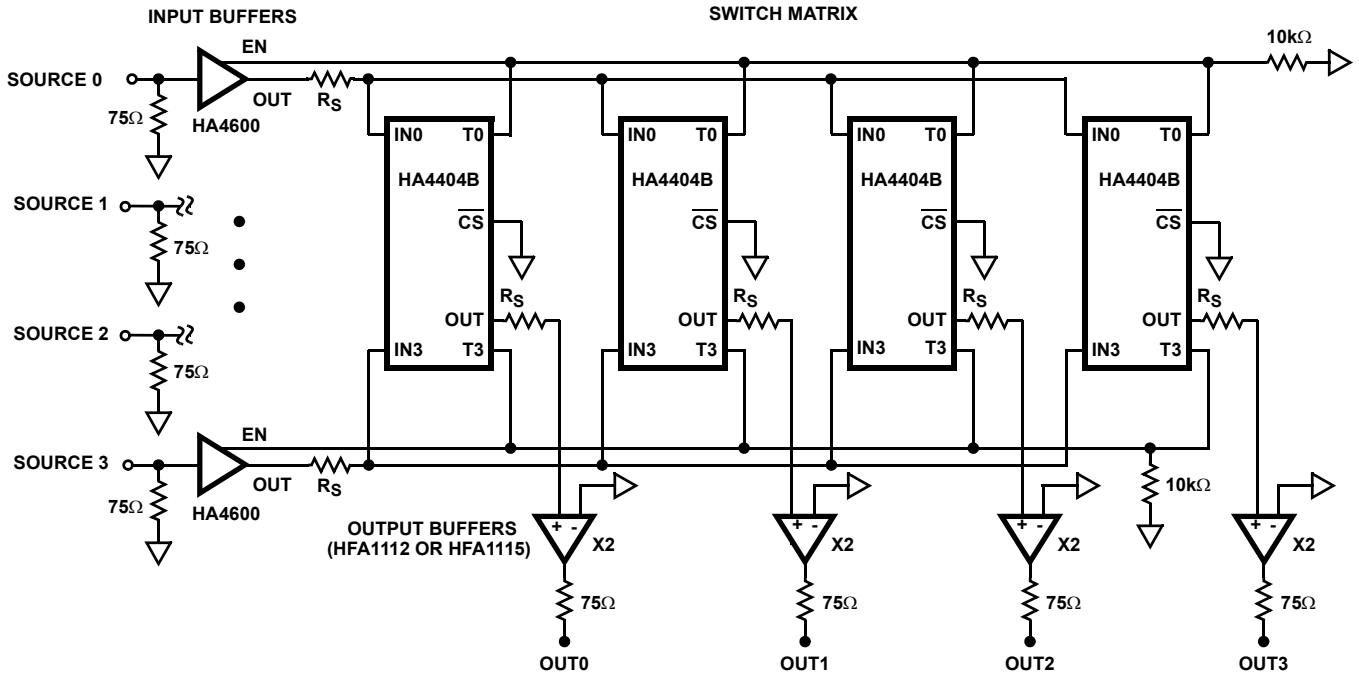 INPUT BUFFERS
SWITCH MATRIX
EN
10kΩ
SOURCE 0
OUT
RS
75Ω
HA4600
IN0 T0
IN0 T0
IN0 T0
IN0 T0
HA4404B
HA4404B
HA4404B
HA4404B
SOURCE 1
CS
CS
CS
CS
75Ω
RS
RS
RS
RS
OUT
OUT
OUT
OUT
SOURCE 2
IN3 T3
IN3 T3
IN3 T3
IN3 T3
75Ω
EN
SOURCE 3
OUT
RS
75Ω
10kΩ
HA4600
OUTPUT BUFFERS
(HFA1112 OR HFA1115)
+ -
X2
+ -
X2
+ -
X2
+ -
X2
75Ω
75Ω
75Ω
75Ω
OUT0
OUT1
OUT2
OUT3